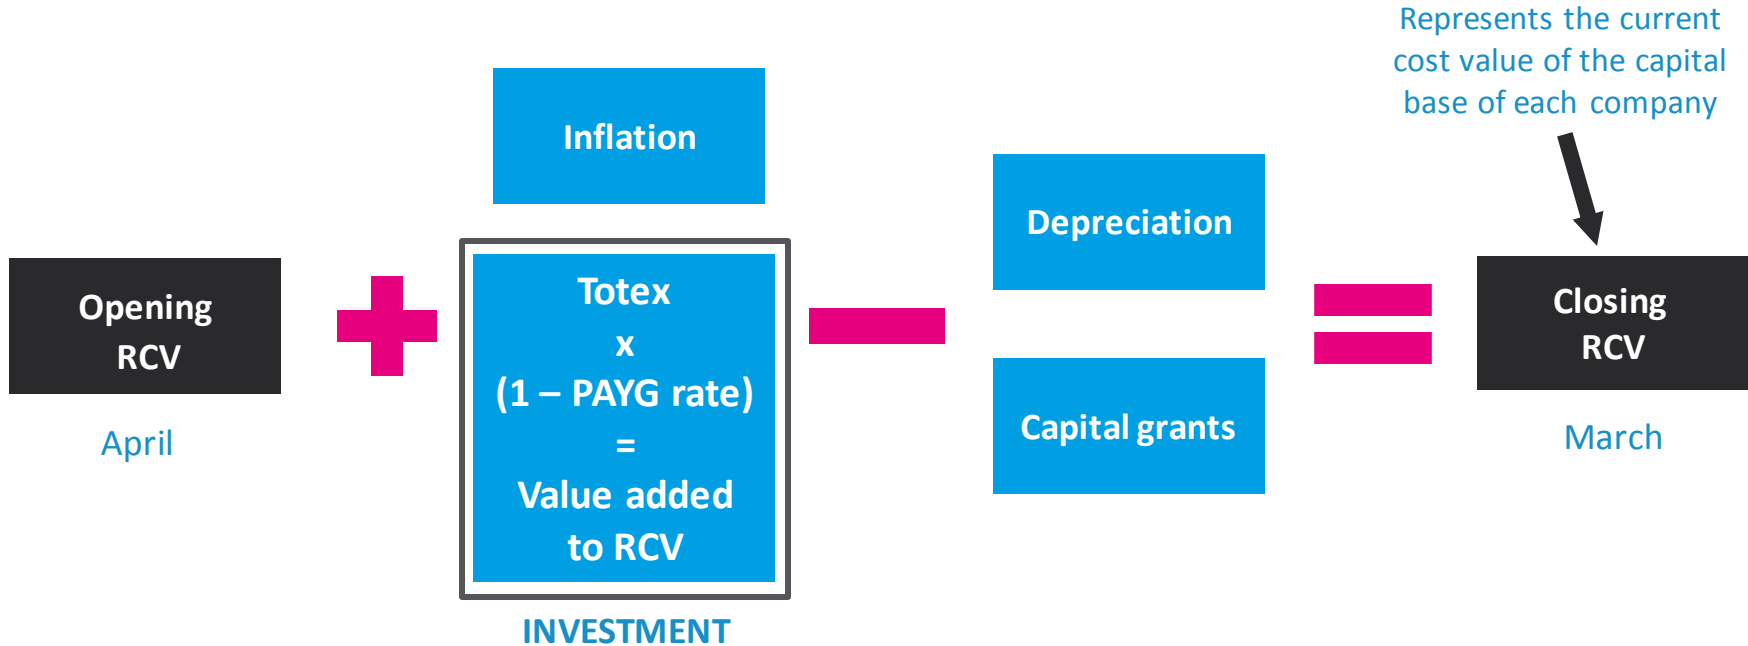 Represents the current
cost value of the capital
base of each company
Inflation
Depreciation
Opening
RCV
April
Totex
x
(1 – PAYG rate)
=
Value added
to RCV
INVESTMENT
Capital grants
Closing
RCV
March